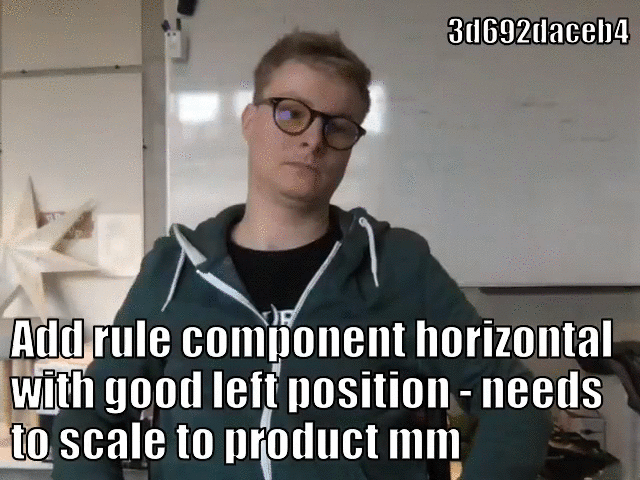 3d692daceb4
Add rule component horizontal
with good left position - needs
to scale to product mm